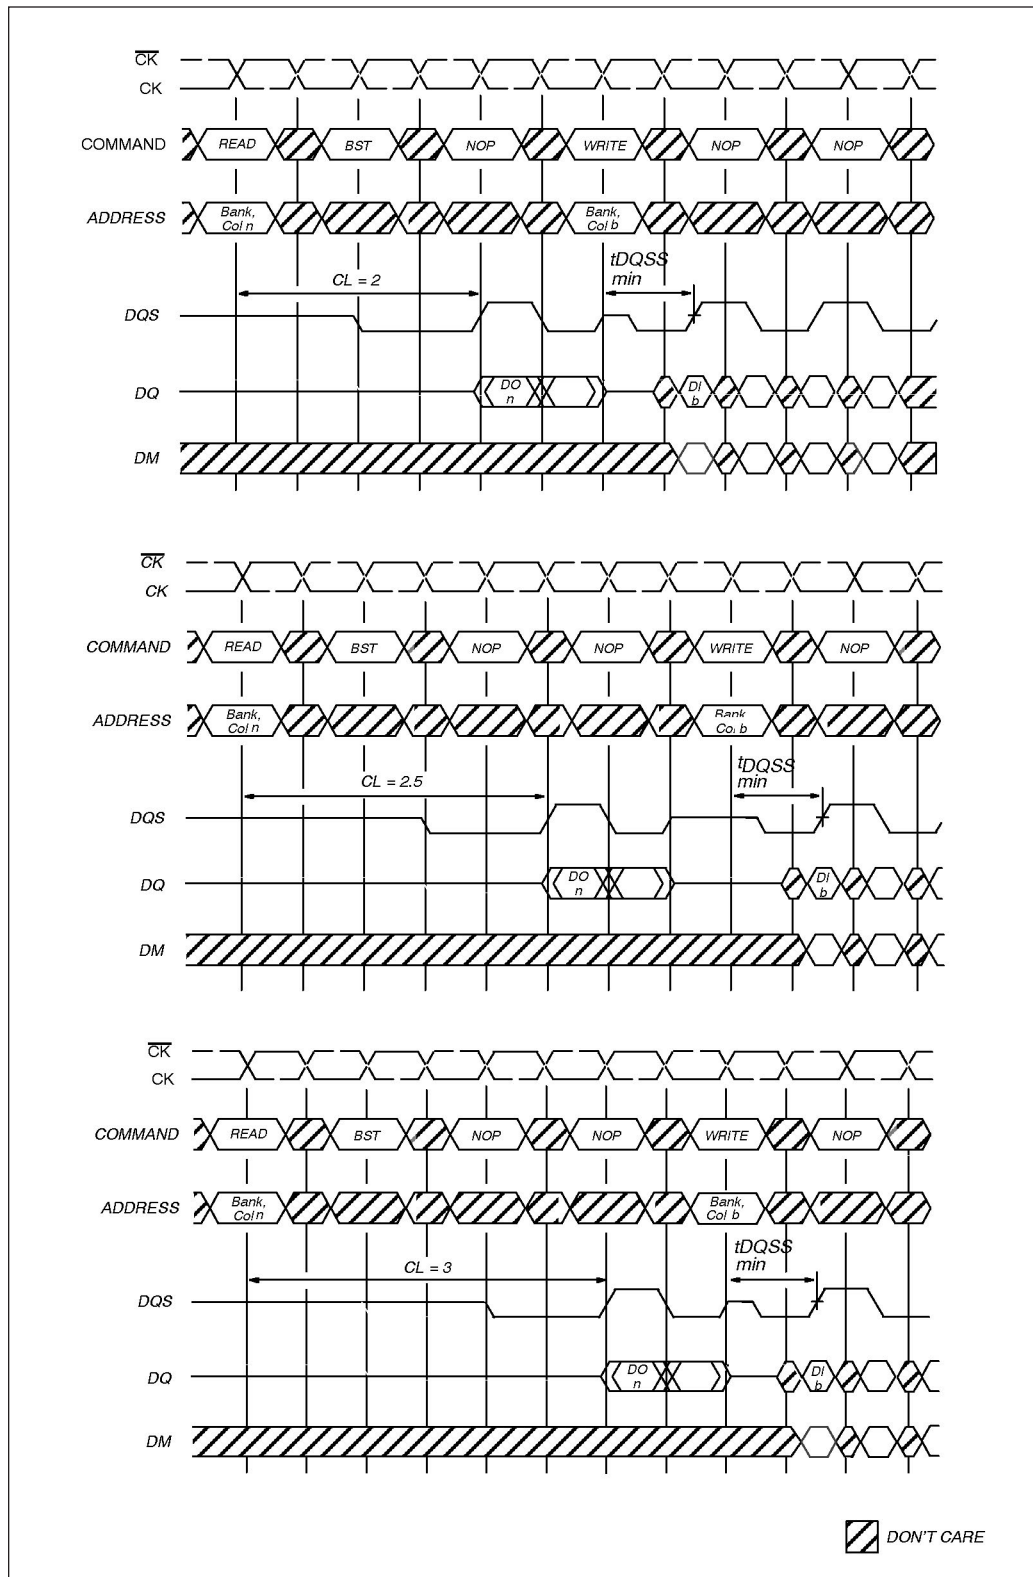 CK
CK
COMMAND READ BST NOP WRITE NOP NOP
ADDRESS Bank, Col n Bank, Col b
CL = 2
tDQSS min
DQS
DQ DO n DI b
DM
CK
CK
COMMAND READ BST NOP NOP WRITE NOP
ADDRESS Bank, Col n Bank Col b
CL = 2.5
tDQSS min
DQS
DQ DO n DI b
DM
CK
CK
COMMAND READ BST NOP NOP WRITE NOP
ADDRESS Bank, Col n Bank, Col b
CL = 3
tDQSS min
DQS
DQ DO n DI b
DM
DON'T CARE